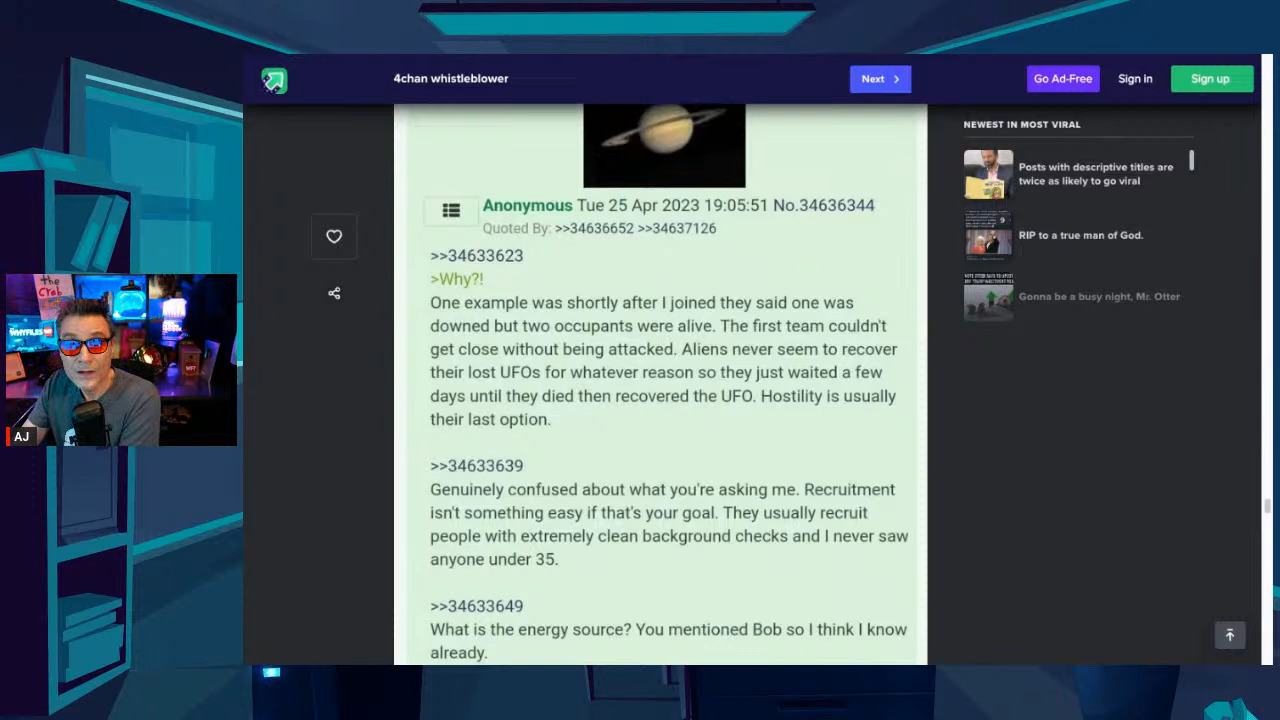 4chan whistleblower
Next
Go Ad-Free
Sign in
Sign up
NEWEST IN MOST VIRAL
Posts with descriptive titles are
twice as likely to go viral
RIP to a true man of God.
Gonna be a busy night, Mr. Otter
Anonymous Tue 25 Apr 2023 19:05:51 No.34636344
Quoted By: >>34636652 >>34637126
>>34633623
>Why?!
One example was shortly after I joined they said one was
downed but two occupants were alive. The first team couldn't
get close without being attacked. Aliens never seem to recover
their lost UFOs for whatever reason so they just waited a few
days until they died then recovered the UFO. Hostility is usually
their last option.
>>34633639
Genuinely confused about what you're asking me. Recruitment
isn't something easy if that's your goal. They usually recruit
people with extremely clean background checks and I never saw
anyone under 35.
>>34633649
What is the energy source? You mentioned Bob so I think I know
already.
the
Crab
WHYFILES
AJ